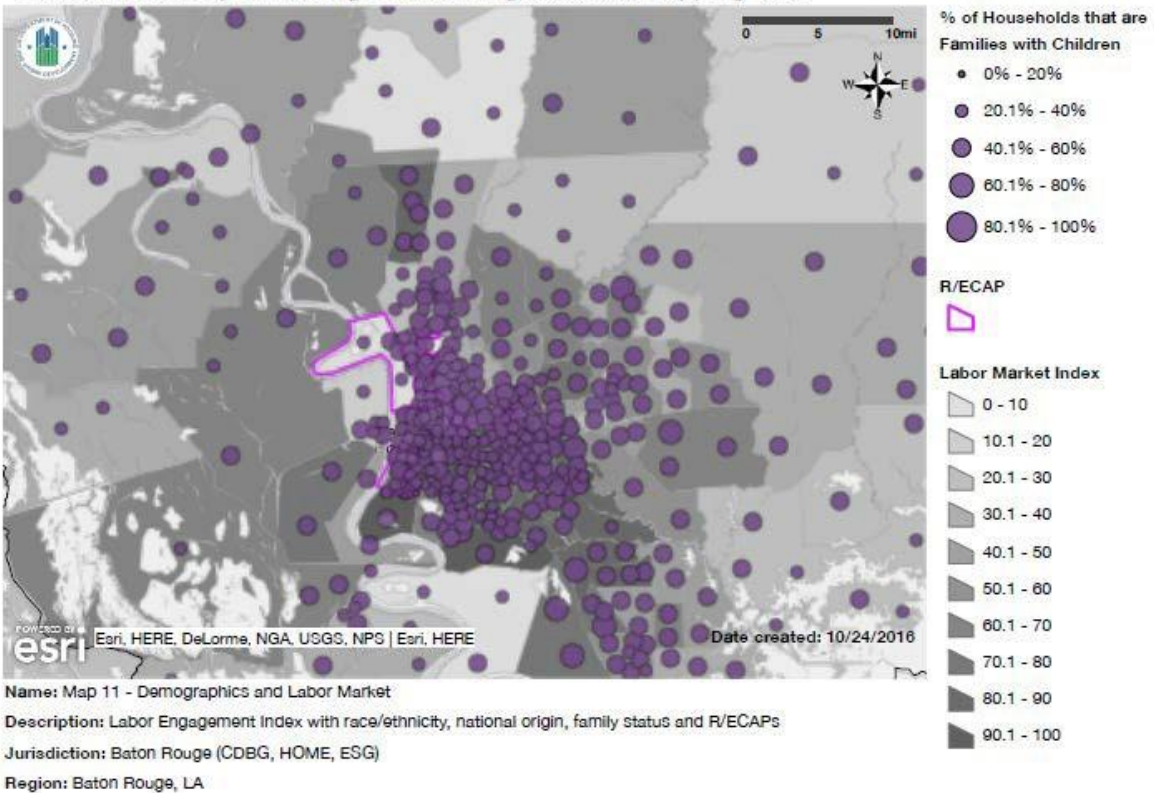 0 5 10mi
N
W E
S
% of Households that are
Families with Children
0% - 20%
20.1% - 40%
40.1% - 60%
60.1% - 80%
80.1% - 100%
R/ECAP
Labor Market Index
0 - 10
10.1 - 20
20.1 - 30
30.1 - 40
40.1 - 50
50.1 - 60
60.1 - 70
70.1 - 80
80.1 - 90
90.1 - 100
POWERED BY
esri
Esri, HERE, DeLorme, NGA, USGS, NPS | Esri, HERE
Date created: 10/24/2016
Name: Map 11 - Demographics and Labor Market
Description: Labor Engagement Index with race/ethnicity, national origin, family status and R/ECAPs
Jurisdiction: Baton Rouge (CDBG, HOME, ESG)
Region: Baton Rouge, LA